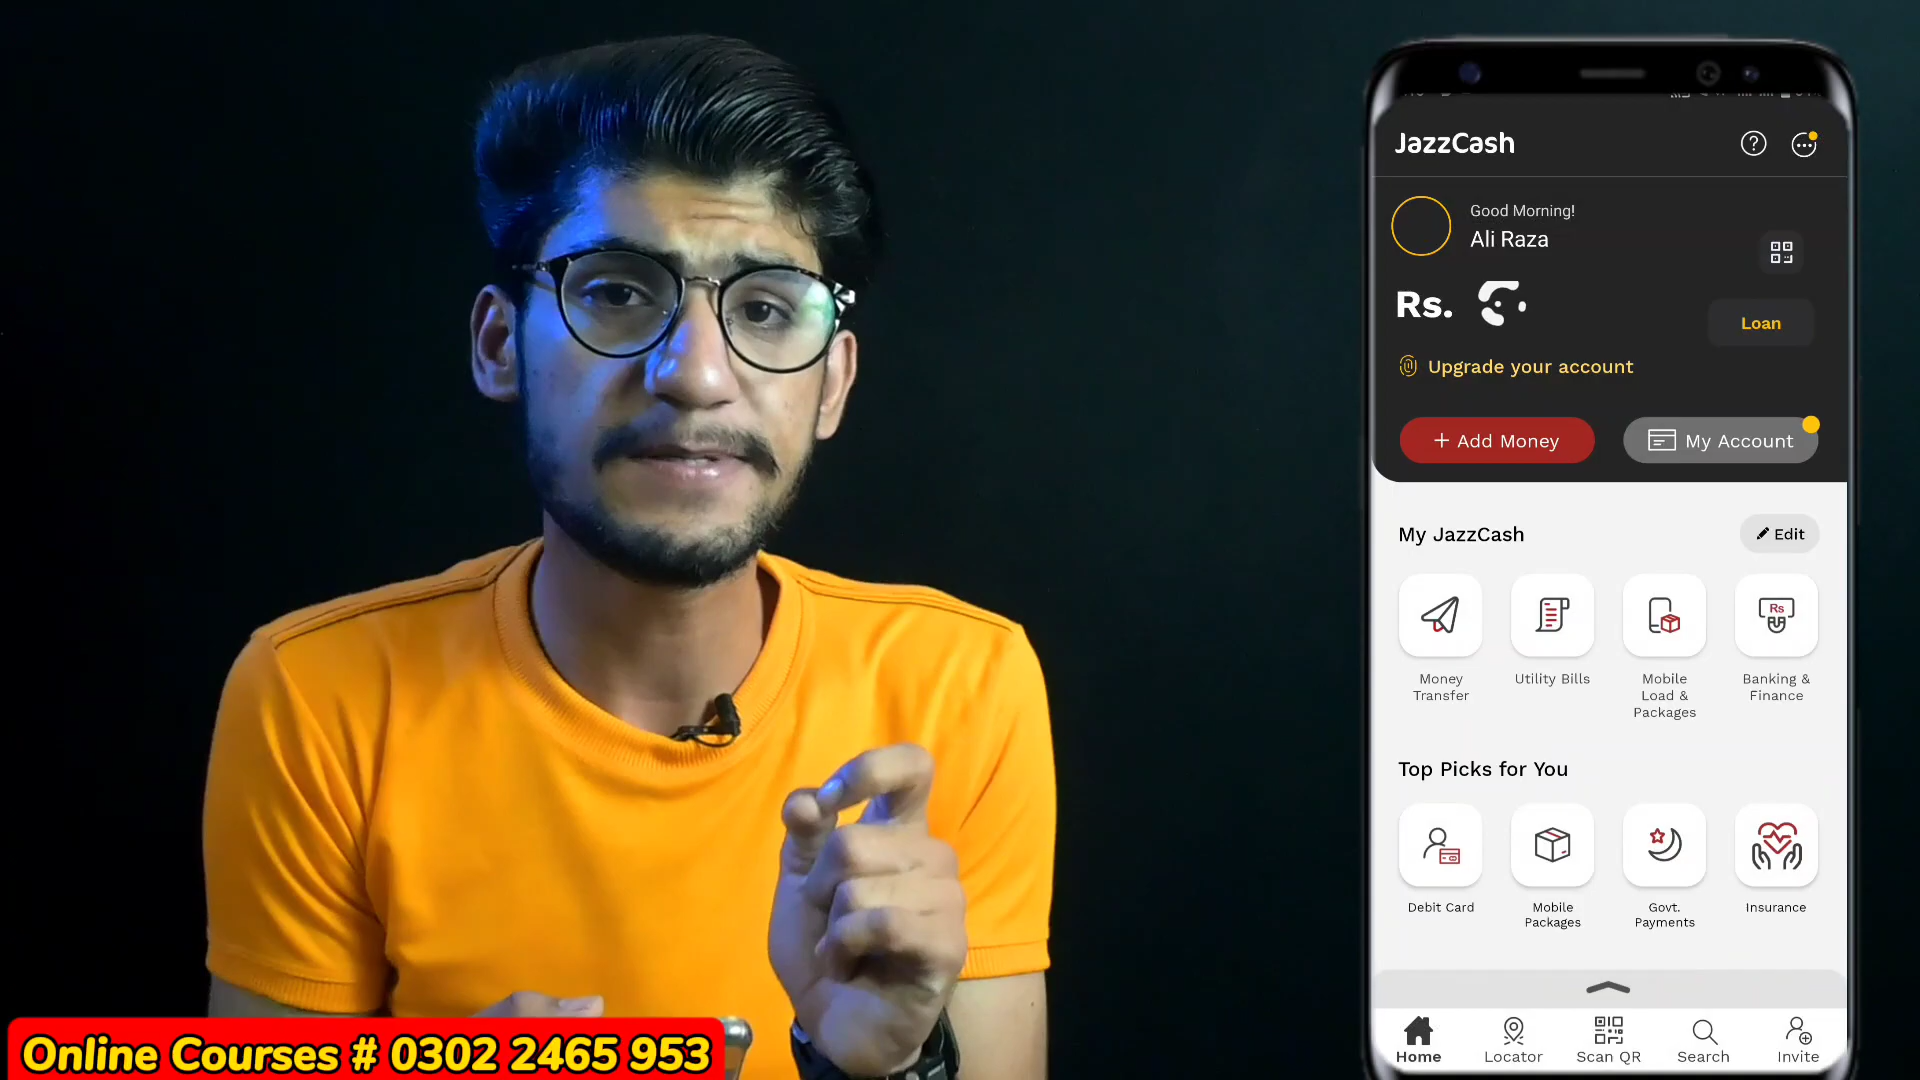 JazzCash
Good Morning!
Ali Raza
Rs.
Loan
Upgrade your account
+ Add Money
My Account
My JazzCash
Edit
Money Transfer
Utility Bills
Mobile Load & Packages
Rs
Banking & Finance
Top Picks for You
Debit Card
Mobile Packages
Govt. Payments
Insurance
Home
Locator
Scan QR
Search
Invite
Online Courses # 0302 2465 953